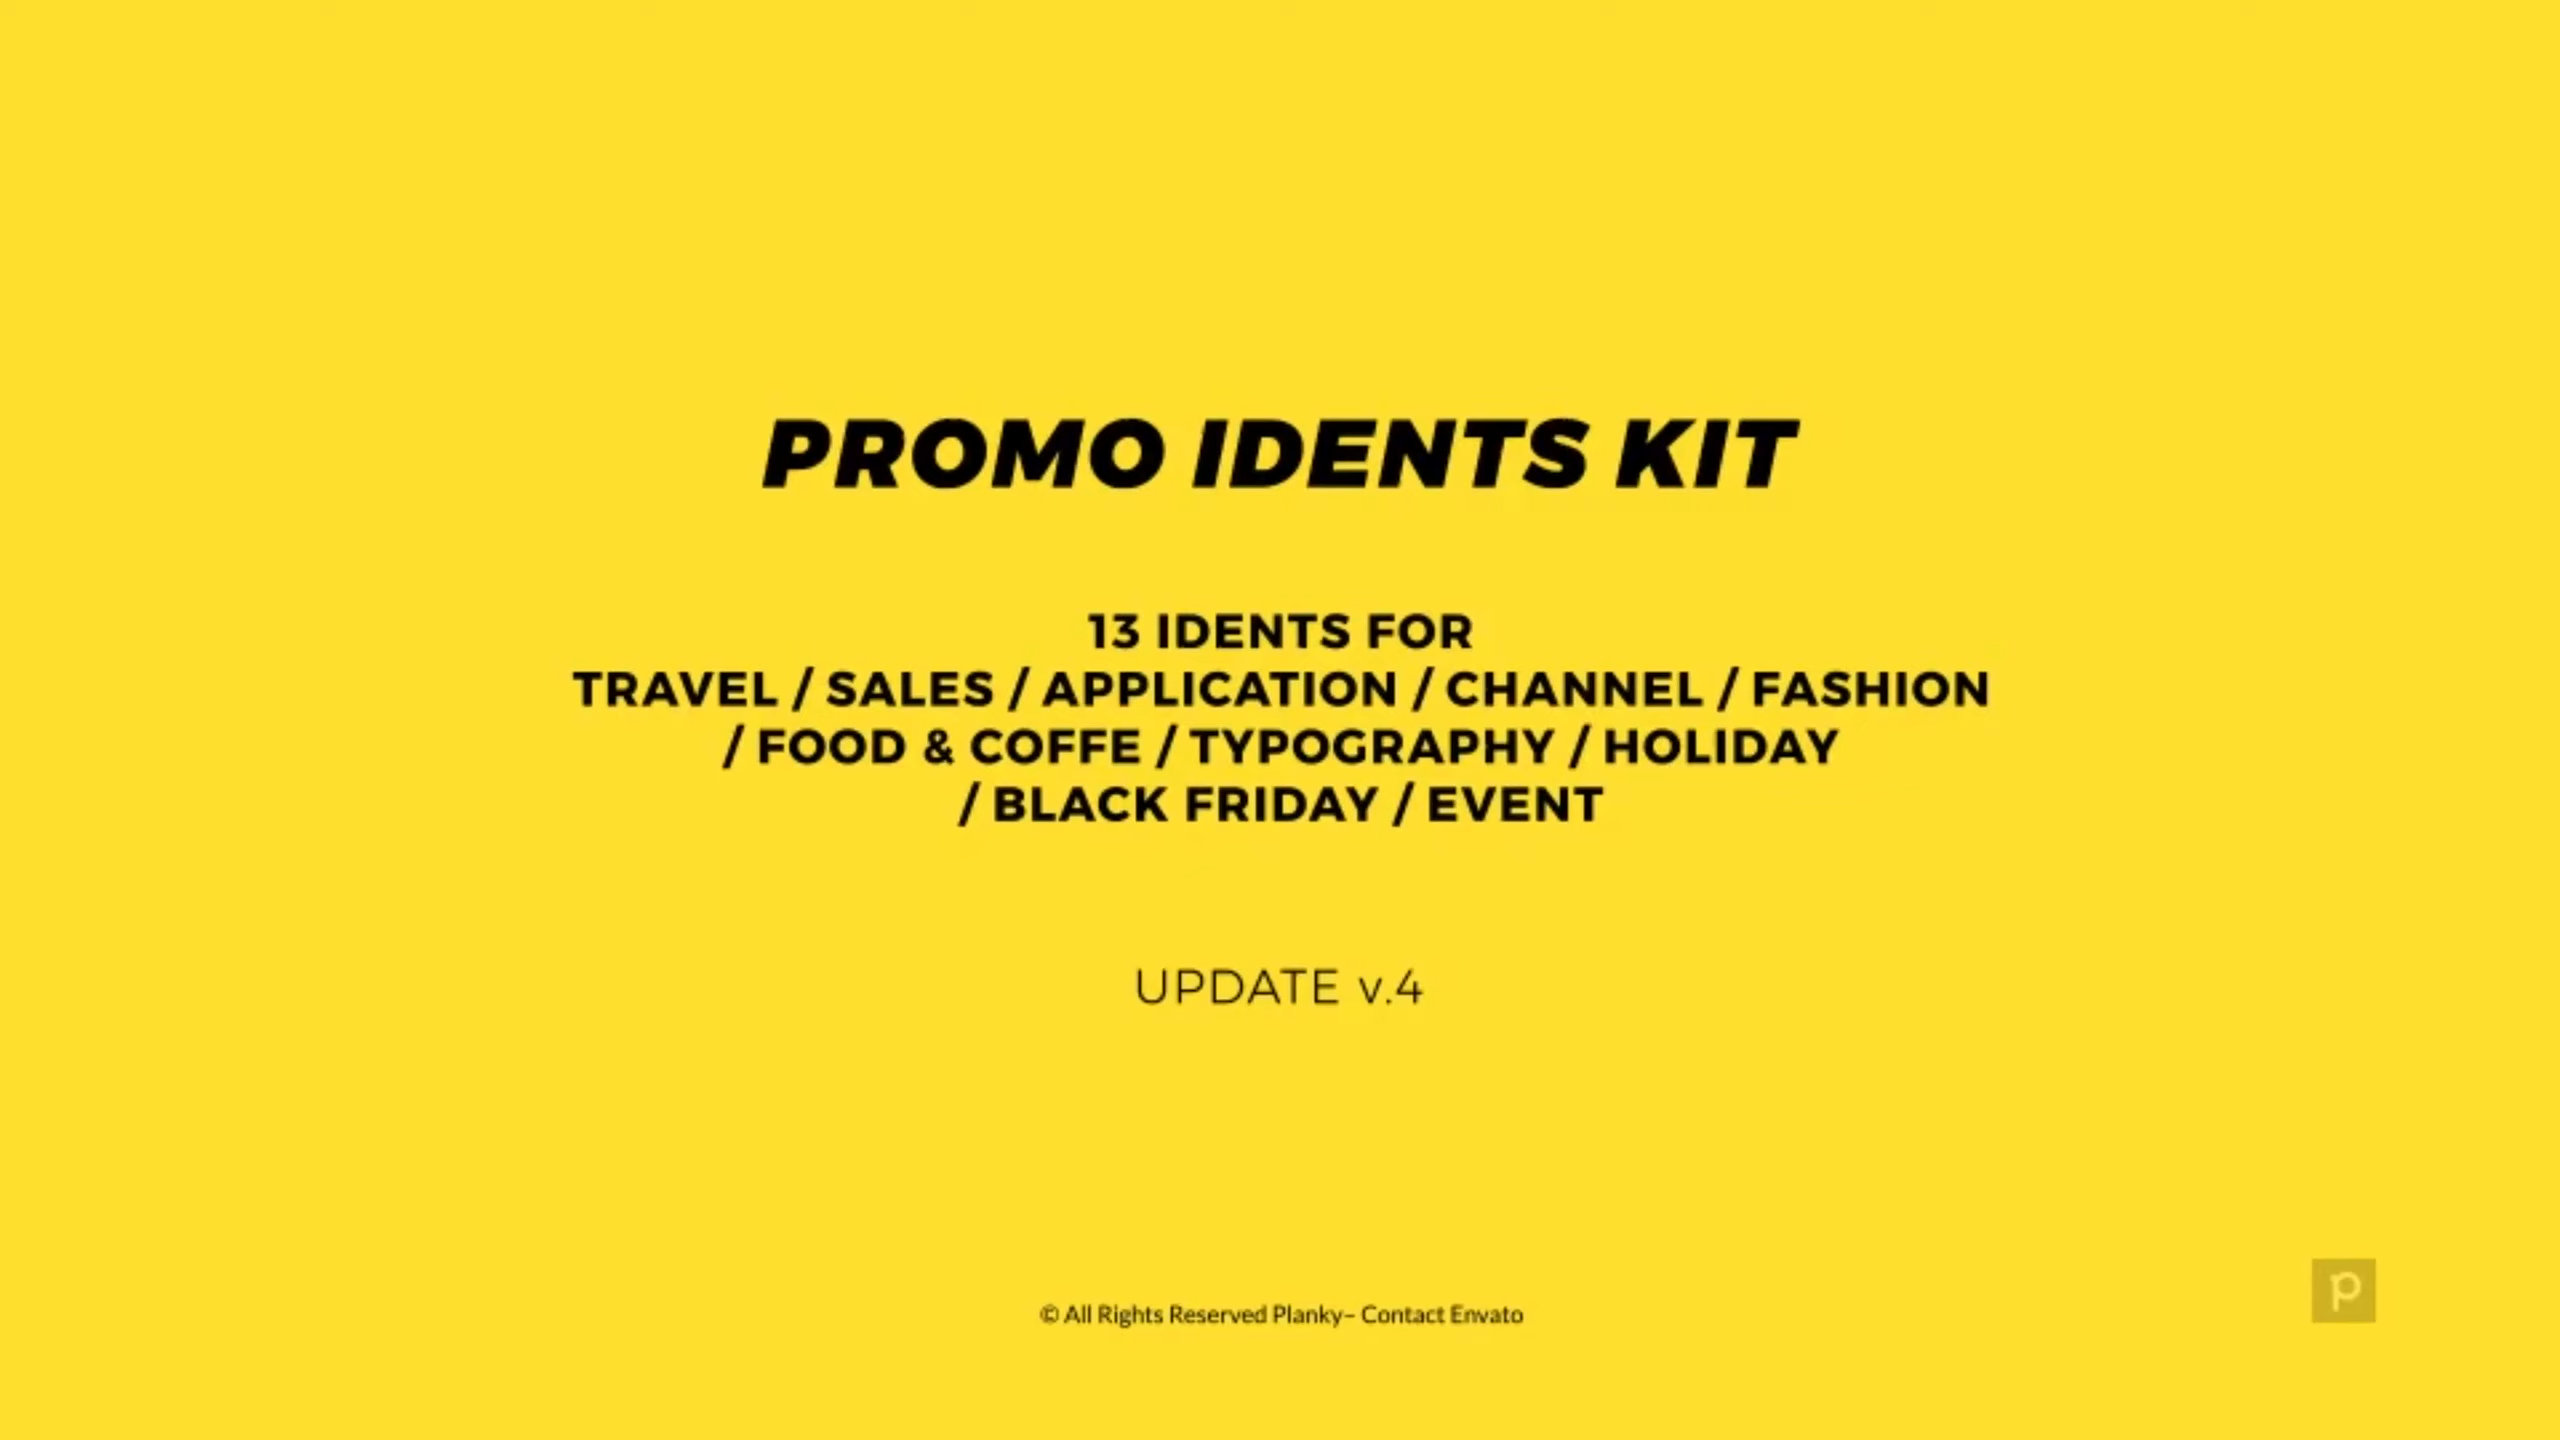 PROMO IDENTS KIT
13 IDENTS FOR
TRAVEL / SALES / APPLICATION / CHANNEL / FASHION
/ FOOD & COFFE / TYPOGRAPHY / HOLIDAY
/ BLACK FRIDAY / EVENT
UPDATE v.4
© All Rights Reserved Planky– Contact Envato
p